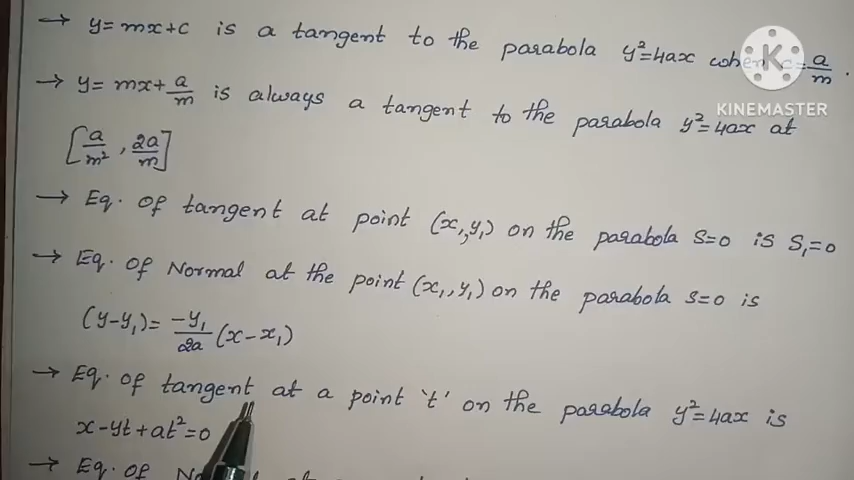 → y=mx+c is a tangent to the parabola y²=4ax when c=a/m.
→ y= mx+a/m is always a tangent to the parabola y²=4ax at
[a/m², 2a/m]
→ Eq. of tangent at point (x₁,y₁) on the parabola S=0 is S₁=0
→ Eq. of Normal at the point (x₁,y₁) on the parabola S=0 is
(y-y₁)= -y₁/2a (x-x₁)
→ Eq. of tangent at a point 't' on the parabola y²=4ax is
x-yt+at²=0
→ Eq. of
K
KINEMASTER